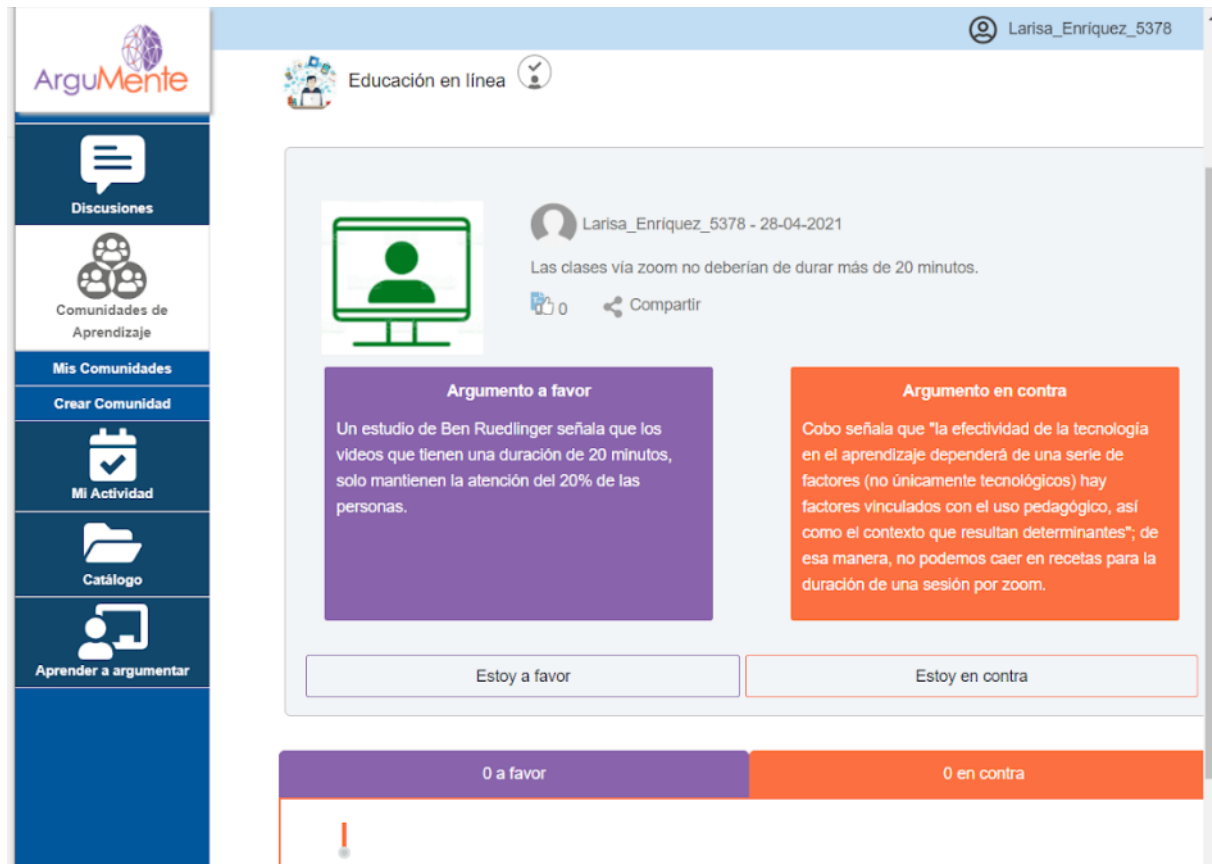 ArguMente
Discusiones
Comunidades de
Aprendizaje
Mis Comunidades
Crear Comunidad
Mi Actividad
Catálogo
Aprender a argumentar
Larisa_Enríquez_5378
Educación en línea
Larisa_Enríquez_5378 - 28-04-2021
Las clases vía zoom no deberían de durar más de 20 minutos.
0
Compartir
Argumento a favor
Un estudio de Ben Ruedlinger señala que los
videos que tienen una duración de 20 minutos,
solo mantienen la atención del 20% de las
personas.
Argumento en contra
Cobo señala que "la efectividad de la tecnología
en el aprendizaje dependerá de una serie de
factores (no únicamente tecnológicos) hay
factores vinculados con el uso pedagógico, así
como el contexto que resultan determinantes"; de
esa manera, no podemos caer en recetas para la
duración de una sesión por zoom.
Estoy a favor
Estoy en contra
0 a favor
0 en contra